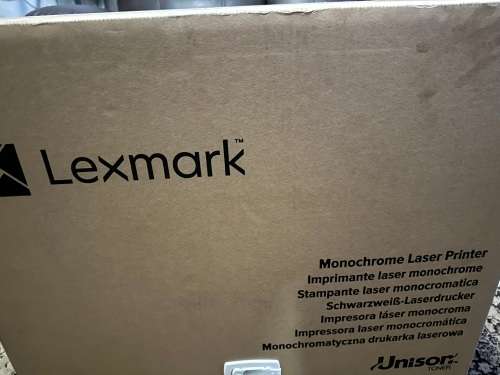 Lexmark™
Monochrome Laser Printer
Imprimante laser monochrome
Stampante laser monocromatica
Schwarzweiß-Laserdrucker
Impresora láser monocroma
Impressora laser monocromática
Monochromatyczna drukarka laserowa
Unison
TONER